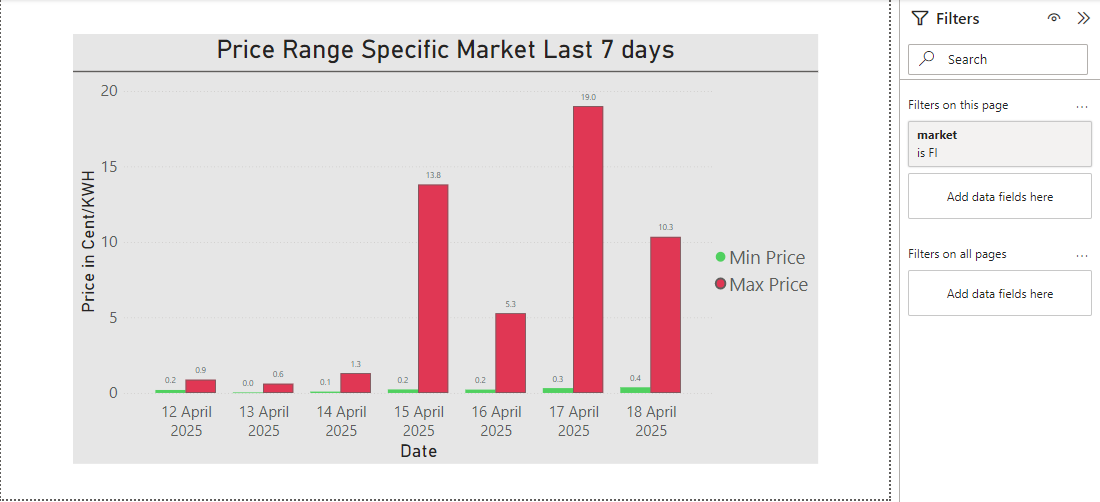 Price Range Specific Market Last 7 days
Price in Cent/KWH
20
15
10
5
0
0.2
0.9
0.0
0.6
0.1
1.3
0.2
13.8
0.2
5.3
0.3
19.0
0.4
10.3
12 April
2025
13 April
2025
14 April
2025
15 April
2025
16 April
2025
17 April
2025
18 April
2025
Date
Min Price
Max Price
Filters
Search
Filters on this page
...
market
is FI
Add data fields here
Filters on all pages
...
Add data fields here